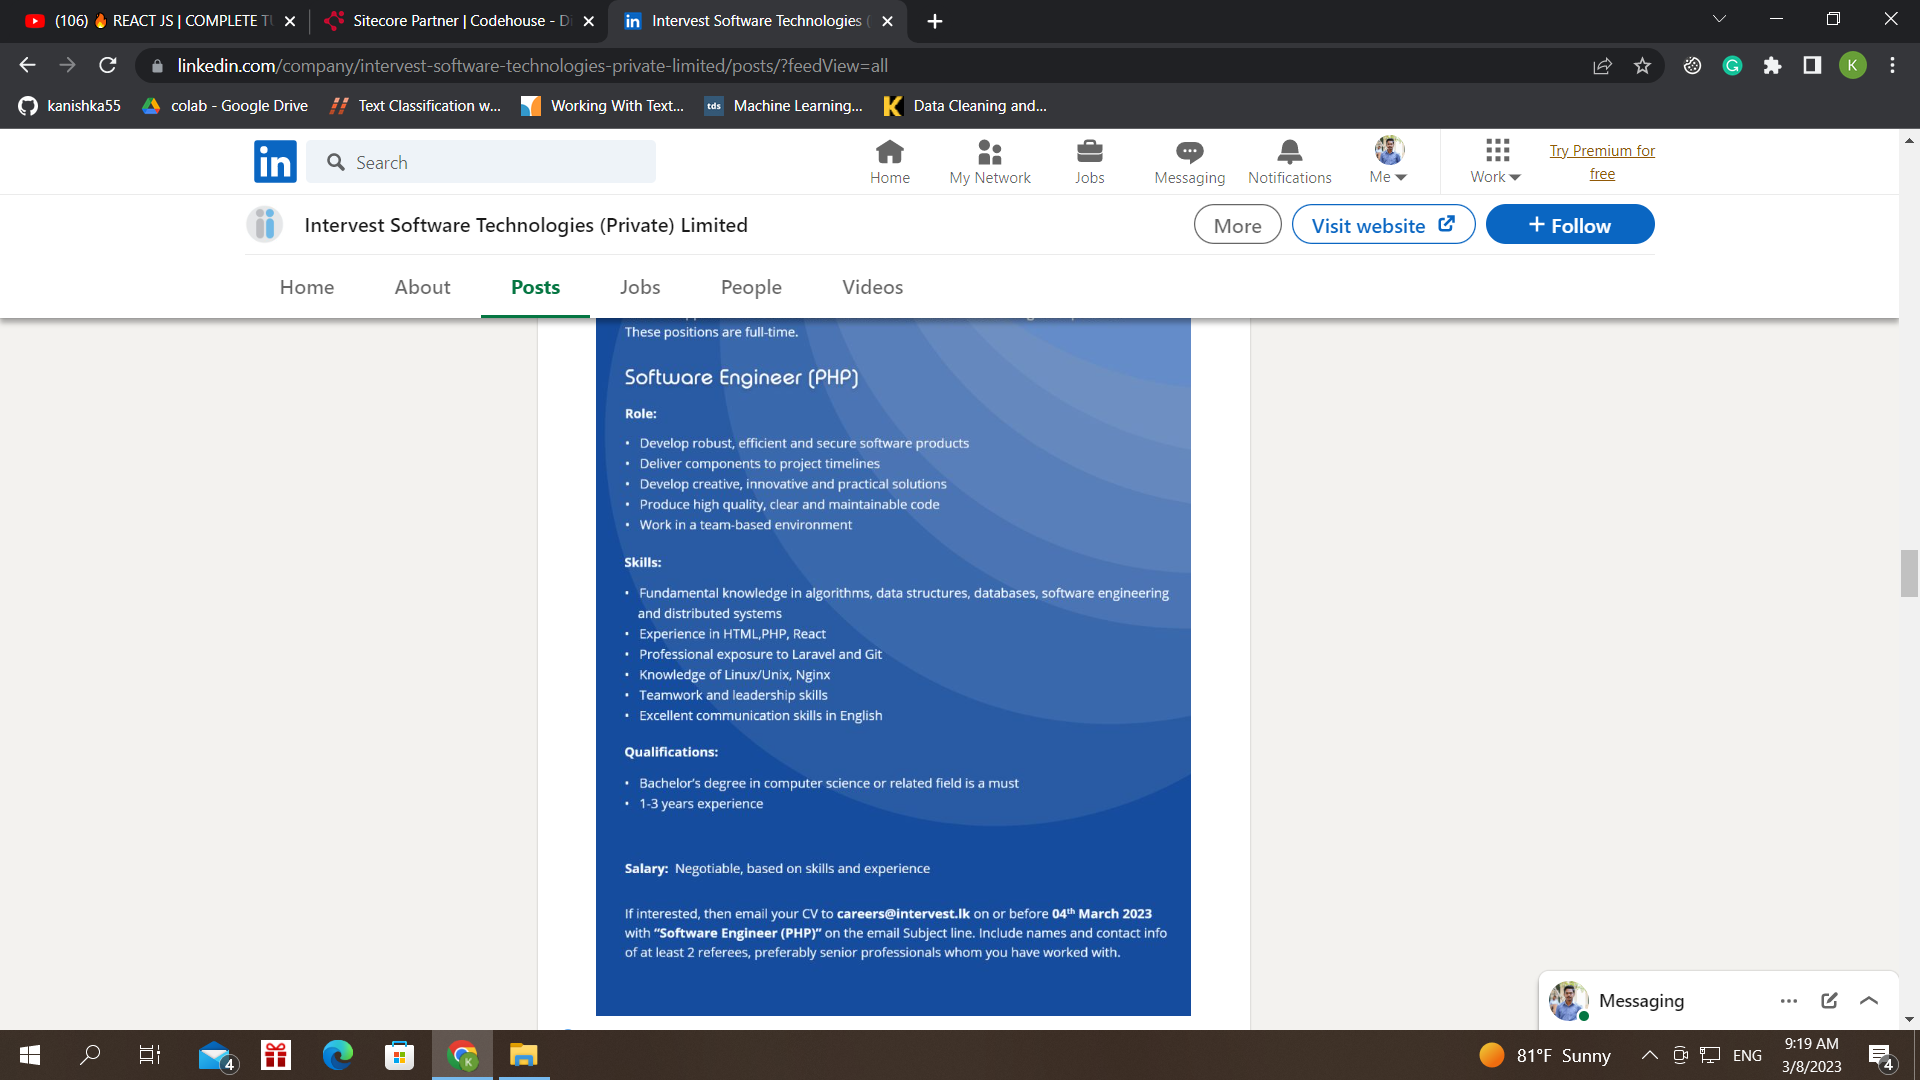 (106) 🔥 REACT JS | COMPLETE TU
Sitecore Partner | Codehouse - Di
Intervest Software Technologies (
linkedin.com/company/intervest-software-technologies-private-limited/posts/?feedView=all
K
kanishka55
colab - Google Drive
Text Classification w...
Working With Text...
tds Machine Learning...
Data Cleaning and...
in
Search
Home
My Network
Jobs
Messaging
Notifications
Me
Work
Try Premium for
free
Intervest Software Technologies (Private) Limited
More
Visit website
+ Follow
Home
About
Posts
Jobs
People
Videos
These positions are full-time.
Software Engineer (PHP)
Role:
• Develop robust, efficient and secure software products
• Deliver components to project timelines
• Develop creative, innovative and practical solutions
• Produce high quality, clear and maintainable code
• Work in a team-based environment
Skills:
• Fundamental knowledge in algorithms, data structures, databases, software engineering
and distributed systems
• Experience in HTML,PHP, React
• Professional exposure to Laravel and Git
• Knowledge of Linux/Unix, Nginx
• Teamwork and leadership skills
• Excellent communication skills in English
Qualifications:
• Bachelor's degree in computer science or related field is a must
• 1-3 years experience
Salary: Negotiable, based on skills and experience
If interested, then email your CV to careers@intervest.lk on or before 04th March 2023
with "Software Engineer (PHP)" on the email Subject line. Include names and contact info
of at least 2 referees, preferably senior professionals whom you have worked with.
Messaging
4
K
81°F Sunny
ENG
9:19 AM
3/8/2023
4